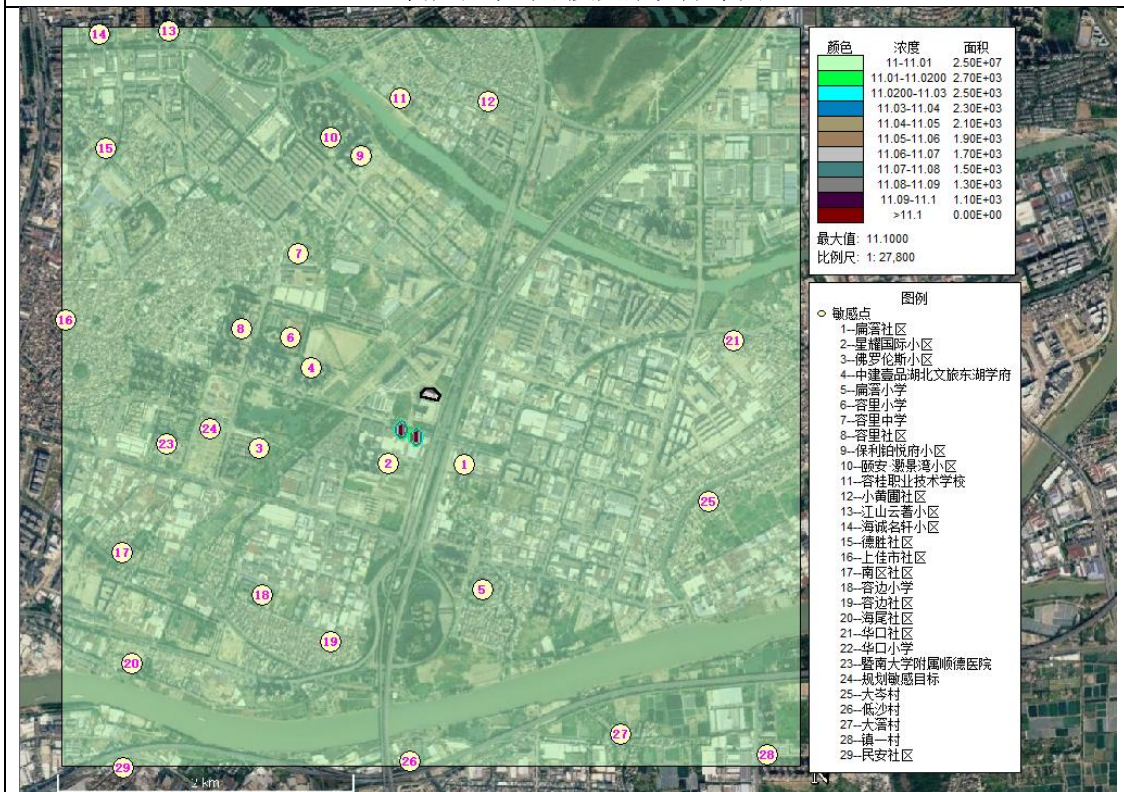 颜色 浓度 面积
11-11.01 2.50E+07
11.01-11.0200 2.70E+03
11.0200-11.03 2.50E+03
11.03-11.04 2.30E+03
11.04-11.05 2.10E+03
11.05-11.06 1.90E+03
11.06-11.07 1.70E+03
11.07-11.08 1.50E+03
11.08-11.09 1.30E+03
11.09-11.1 1.10E+03
>11.1 0.00E+00
最大值: 11.1000
比例尺: 1: 27,800
图例
敏感点
1--扁滘社区
2--星耀国际小区
3--佛罗伦斯小区
4--中建壹品湖北文旅东湖学府
5--扁滘小学
6--容里小学
7--容里中学
8--容里社区
9--保利铂悦府小区
10--颐安·灏景湾小区
11--容桂职业技术学校
12--小黄圃社区
13--江山云著小区
14--海诚名轩小区
15--德胜社区
16--上佳市社区
17--南区社区
18--容边小学
19--容边社区
20--海尾社区
21--华口社区
22--华口小学
23--暨南大学附属顺德医院
24--规划敏感目标
25--大岑村
26--低沙村
27--大滘村
28--镇一村
29--民安社区
14
13
11
12
10
15
9
7
16
8
6
21
4
24
23
3
2
1
25
17
5
18
19
20
27
28
26
29
2 km